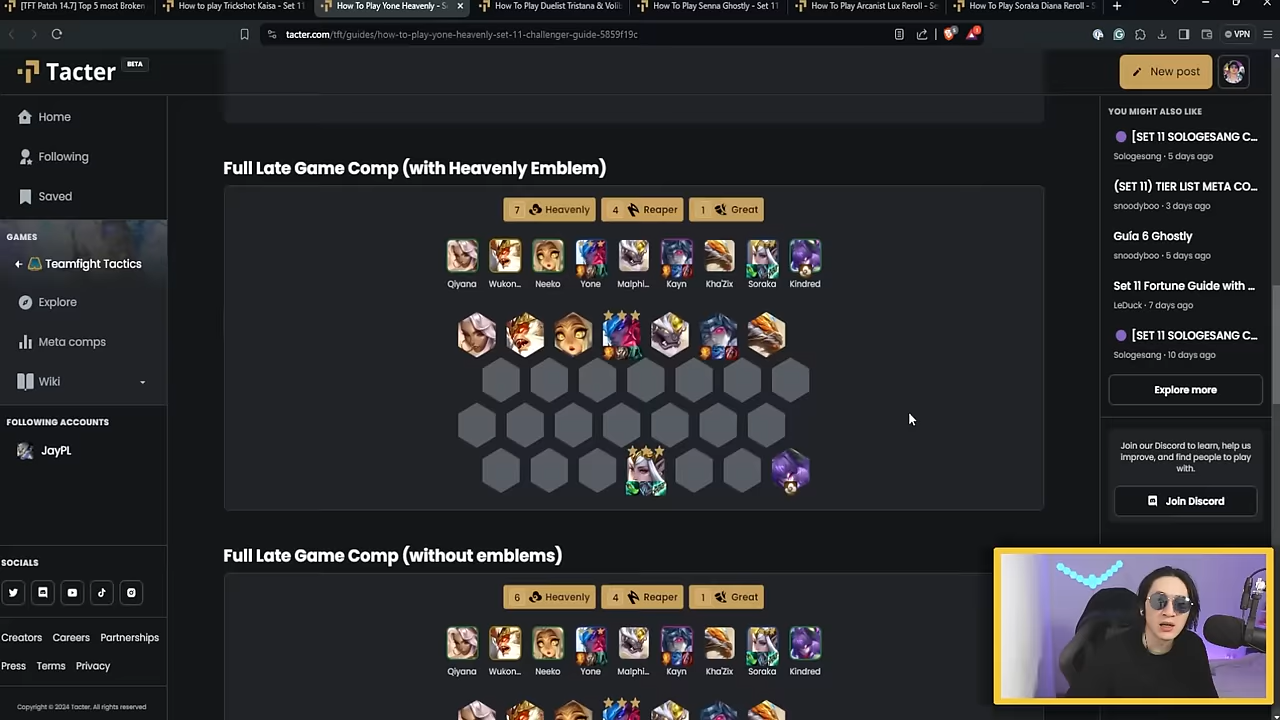 [TFT Patch 14.7] Top 5 most Broken
How to play Trickshot Kaisa - Set 11
How To Play Yone Heavenly - S
How To Play Duelist Tristana & Volib
How To Play Senna Ghostly - Set 11
How To Play Arcanist Lux Reroll - Se
How To Play Soraka Diana Reroll - S
tacter.com/tft/guides/how-to-play-yone-heavenly-set-11-challenger-guide-5859f19c
VPN
Tacter BETA
New post
Home
Following
Saved
GAMES
Teamfight Tactics
Explore
Meta comps
Wiki
FOLLOWING ACCOUNTS
JayPL
SOCIALS
Creators Careers Partnerships
Press Terms Privacy
Copyright © 2024 Tacter. All rights reserved
Full Late Game Comp (with Heavenly Emblem)
7 Heavenly 4 Reaper 1 Great
Qiyana Wukon... Neeko Yone Malphi... Kayn Kha'Zix Soraka Kindred
Full Late Game Comp (without emblems)
6 Heavenly 4 Reaper 1 Great
Qiyana Wukon... Neeko Yone Malphi... Kayn Kha'Zix Soraka Kindred
YOU MIGHT ALSO LIKE
[SET 11 SOLOGESANG C...
Sologesang · 5 days ago
(SET 11) TIER LIST META CO...
snoodyboo · 3 days ago
Guía 6 Ghostly
snoodyboo · 5 days ago
Set 11 Fortune Guide with ...
LeDuck · 7 days ago
[SET 11 SOLOGESANG C...
Sologesang · 10 days ago
Explore more
Join our Discord to learn, help us
improve, and find people to play
with.
Join Discord